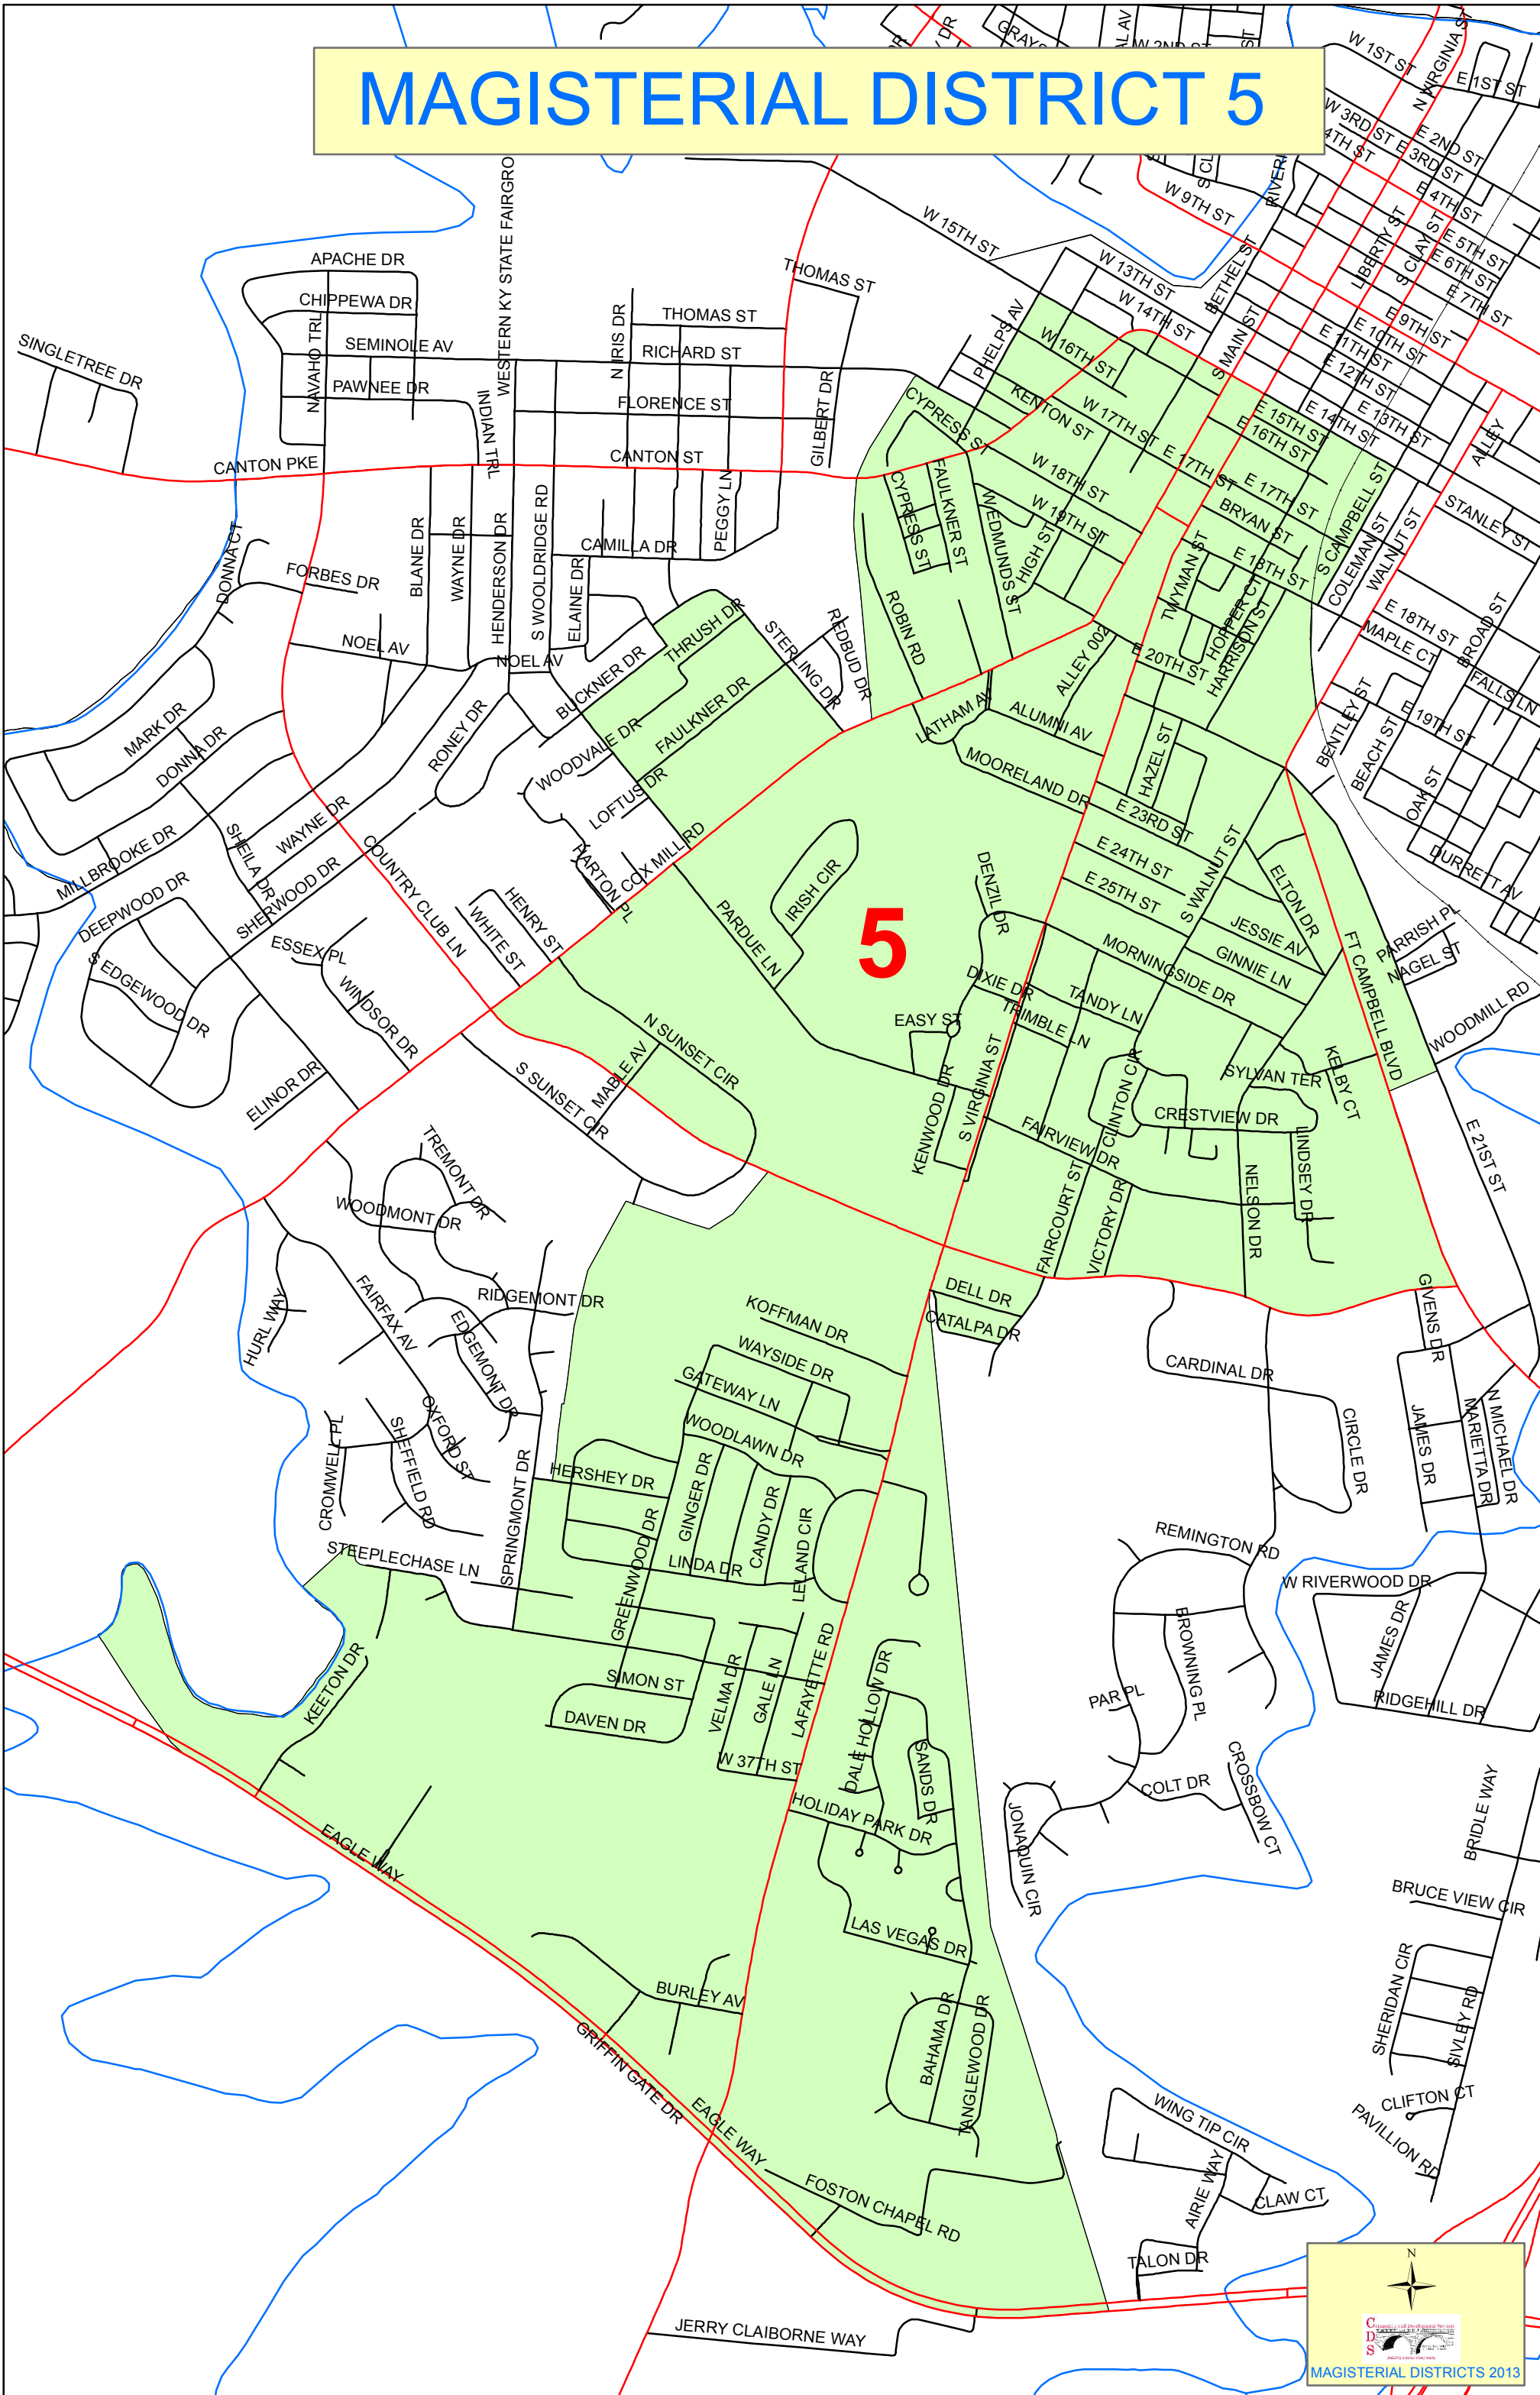 MAGISTERIAL DISTRICT 5
W 2ND ST
W 1ST ST
N VIRGINIA ST
E 1ST ST
W 3RD ST
E 2ND ST
E 3RD ST
4TH ST
E 4TH ST
W 9TH ST
E 5TH ST
E 6TH ST
E 7TH ST
LIBERTY ST
S CLAY ST
E 9TH ST
E 10TH ST
E 11TH ST
E 12TH ST
E 13TH ST
E 14TH ST
E 15TH ST
E 16TH ST
W 15TH ST
W 13TH ST
W 14TH ST
BETHEL ST
S MAIN ST
ALLEY
WESTERN KY STATE FAIRGRO
APACHE DR
CHIPPEWA DR
SEMINOLE AV
PAWNEE DR
NAVAHO TRL
INDIAN TRL
SINGLETREE DR
THOMAS ST
THOMAS ST
N IRIS DR
RICHARD ST
FLORENCE ST
GILBERT DR
CANTON ST
CANTON PKE
PEGGY LN
PHELPS AV
W 16TH ST
KENTON ST
W 17TH ST
E 17TH ST
E 17TH ST
CYPRESS ST
CYPRESS ST
FAULKNER ST
W EDMUNDS ST
W 18TH ST
W 19TH ST
HIGH ST
BRYAN ST
E 18TH ST
S CAMPBELL ST
COLEMAN ST
WALNUT ST
STANLEY ST
TWYMAN ST
HOPPER CT
HARRISON ST
E 20TH ST
E 18TH ST
MAPLE CT
BROAD ST
FALLS LN
E 19TH ST
BENTLEY ST
BEACH ST
OAK ST
DURRETT AV
DONNA CT
FORBES DR
BLANE DR
WAYNE DR
HENDERSON DR
S WOOLDRIDGE RD
ELAINE DR
CAMILLA DR
NOEL AV
NOEL AV
BUCKNER DR
THRUSH DR
STERLING DR
REDBUD DR
ROBIN RD
ALLEY 002
LATHAM AV
ALUMNI AV
MOORELAND DR
HAZEL ST
E 23RD ST
E 24TH ST
E 25TH ST
S WALNUT ST
ELTON DR
JESSIE AV
GINNIE LN
MORNINGSIDE DR
FT CAMPBELL BLVD
PARRISH PL
NAGEL ST
WOODMILL RD
MARK DR
DONNA DR
RONEY DR
WOODVALE DR
FAULKNER DR
LOFTUS DR
HARTON PL
COX MILL RD
MILLBROOKE DR
SHEILA DR
WAYNE DR
SHERWOOD DR
COUNTRY CLUB LN
DEEPWOOD DR
S EDGEWOOD DR
ESSEX PL
WINDSOR DR
ELINOR DR
WHITE ST
HENRY ST
PARDUE LN
IRISH CIR
5
DENZIL DR
DIXIE DR
TRIMBLE LN
TANDY LN
EASY ST
KENWOOD DR
S VIRGINIA ST
N SUNSET CIR
MABLE AV
S SUNSET CIR
CLINTON CIR
SYLVAN TER
KELBY CT
CRESTVIEW DR
LINDSEY DR
FAIRVIEW DR
NELSON DR
FAIRCOURT ST
VICTORY DR
E 21ST ST
TREMONT DR
WOODMONT DR
RIDGEMONT DR
FAIRFAX AV
EDGEMONT DR
HURL WAY
OXFORD ST
SHEFFIELD RD
CROMWELL PL
SPRINGMONT DR
STEEPLECHASE LN
KOFFMAN DR
WAYSIDE DR
GATEWAY LN
WOODLAWN DR
DELL DR
CATALPA DR
HERSHEY DR
GINGER DR
CANDY DR
LELAND CIR
GREENWOOD DR
LINDA DR
CARDINAL DR
CIRCLE DR
GIVENS DR
JAMES DR
MARIETTA DR
N MICHAEL DR
REMINGTON RD
W RIVERWOOD DR
JAMES DR
RIDGEHILL DR
BROWNING PL
PAR PL
COLT DR
CROSSBOW CT
JONAQUIN CIR
KEETON DR
SIMON ST
DAVEN DR
VELMA DR
GALE LN
LAFAYETTE RD
W 37TH ST
DALE HOLLOW DR
SANDS DR
HOLIDAY PARK DR
EAGLE WAY
LAS VEGAS DR
BURLEY AV
GRIFFIN GATE DR
EAGLE WAY
BAHAMA DR
TANGLEWOOD DR
FOSTON CHAPEL RD
BRIDLE WAY
BRUCE VIEW CIR
SHERIDAN CIR
SIVLEY RD
CLIFTON CT
PAVILLION RD
WING TIP CIR
AIRIE WAY
CLAW CT
TALON DR
JERRY CLAIBORNE WAY
N
CDS
MAGISTERIAL DISTRICTS 2013